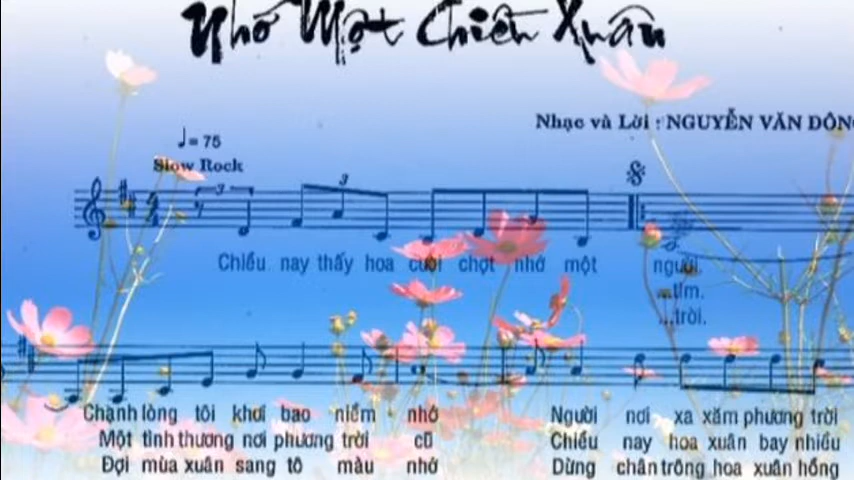 Nhớ Một Chiều Xuân
Nhạc và Lời : NGUYỄN VĂN ĐÔNG
♩= 75
Slow Rock
3 3
Chiều nay thấy hoa cười chợt nhớ một người.
...tím.
...trời.
Chạnh lòng tôi khơi bao niềm nhớ Người nơi xa xăm phương trời
Một tình thương nơi phương trời cũ Chiều nay hoa xuân bay nhiều
Đợi mùa xuân sang tô màu nhớ Dừng chân trông hoa xuân hồng